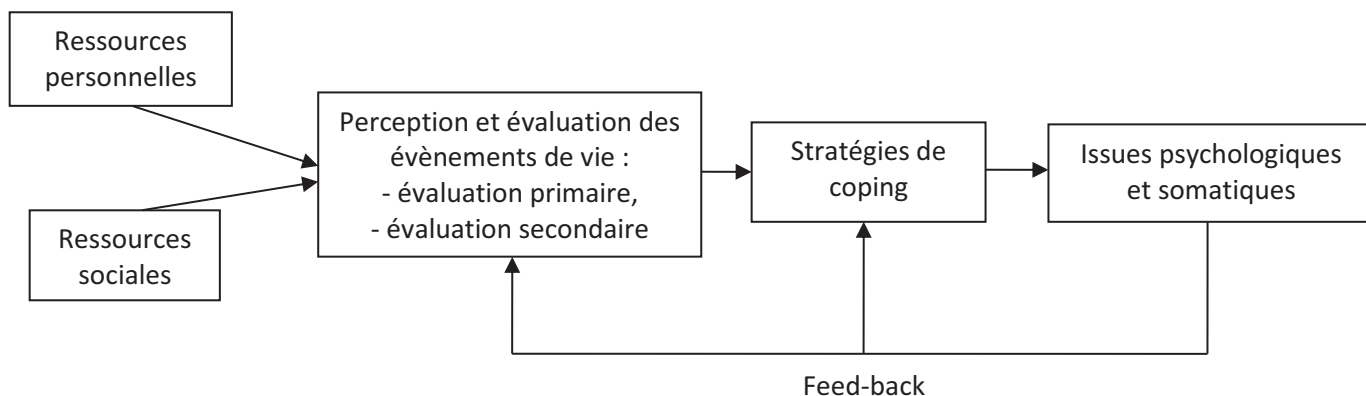 Ressources
personnelles
Ressources
sociales
Perception et évaluation des
évènements de vie :
- évaluation primaire,
- évaluation secondaire
Stratégies de
coping
Issues psychologiques
et somatiques
Feed-back